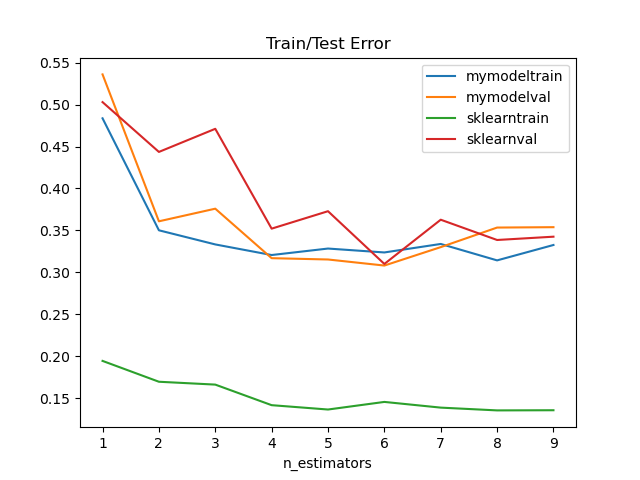 Train/Test Error
0.55
0.50
0.45
0.40
0.35
0.30
0.25
0.20
0.15
mymodeltrain
mymodelval
sklearntrain
sklearnval
1 2 3 4 5 6 7 8 9
n_estimators